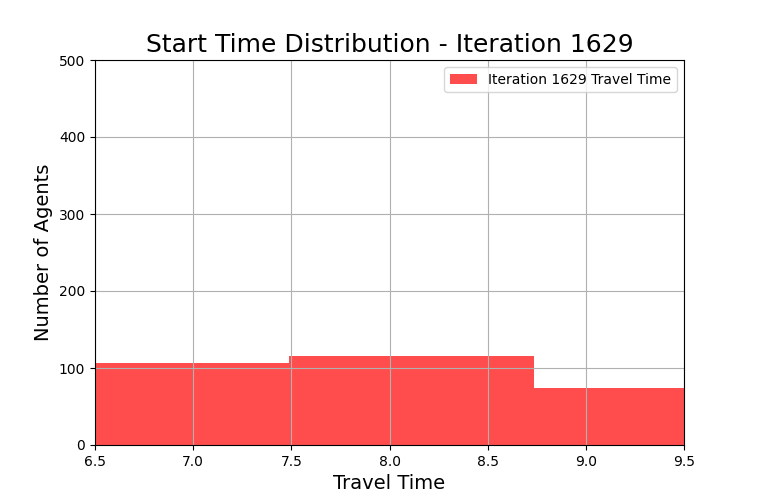 Start Time Distribution - Iteration 1629
Iteration 1629 Travel Time
Number of Agents
500
400
300
200
100
0
6.5 7.0 7.5 8.0 8.5 9.0 9.5
Travel Time